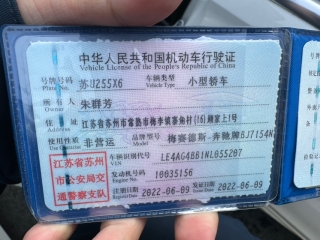 中华人民共和国机动车行驶证
Vehicle License of the People's Republic of China
号牌号码 苏U255X6 车辆类型 小型轿车
Plate No. Vehicle Type
所有人 朱群芳
Owner
住址 江苏省苏州市常熟市梅李镇寨角村(16)顾家上1号
Address
使用性质 非营运 品牌型号 梅赛德斯-奔驰牌BJ7154N
Use Character Model
江苏省苏州
市公安局交
通警察支队
车辆识别代号 LE4AG4BB1NL055207
VIN
发动机号码 10035156
Engine No.
注册日期 2022-06-09 发证日期 2022-06-09
Register Date Issue Date